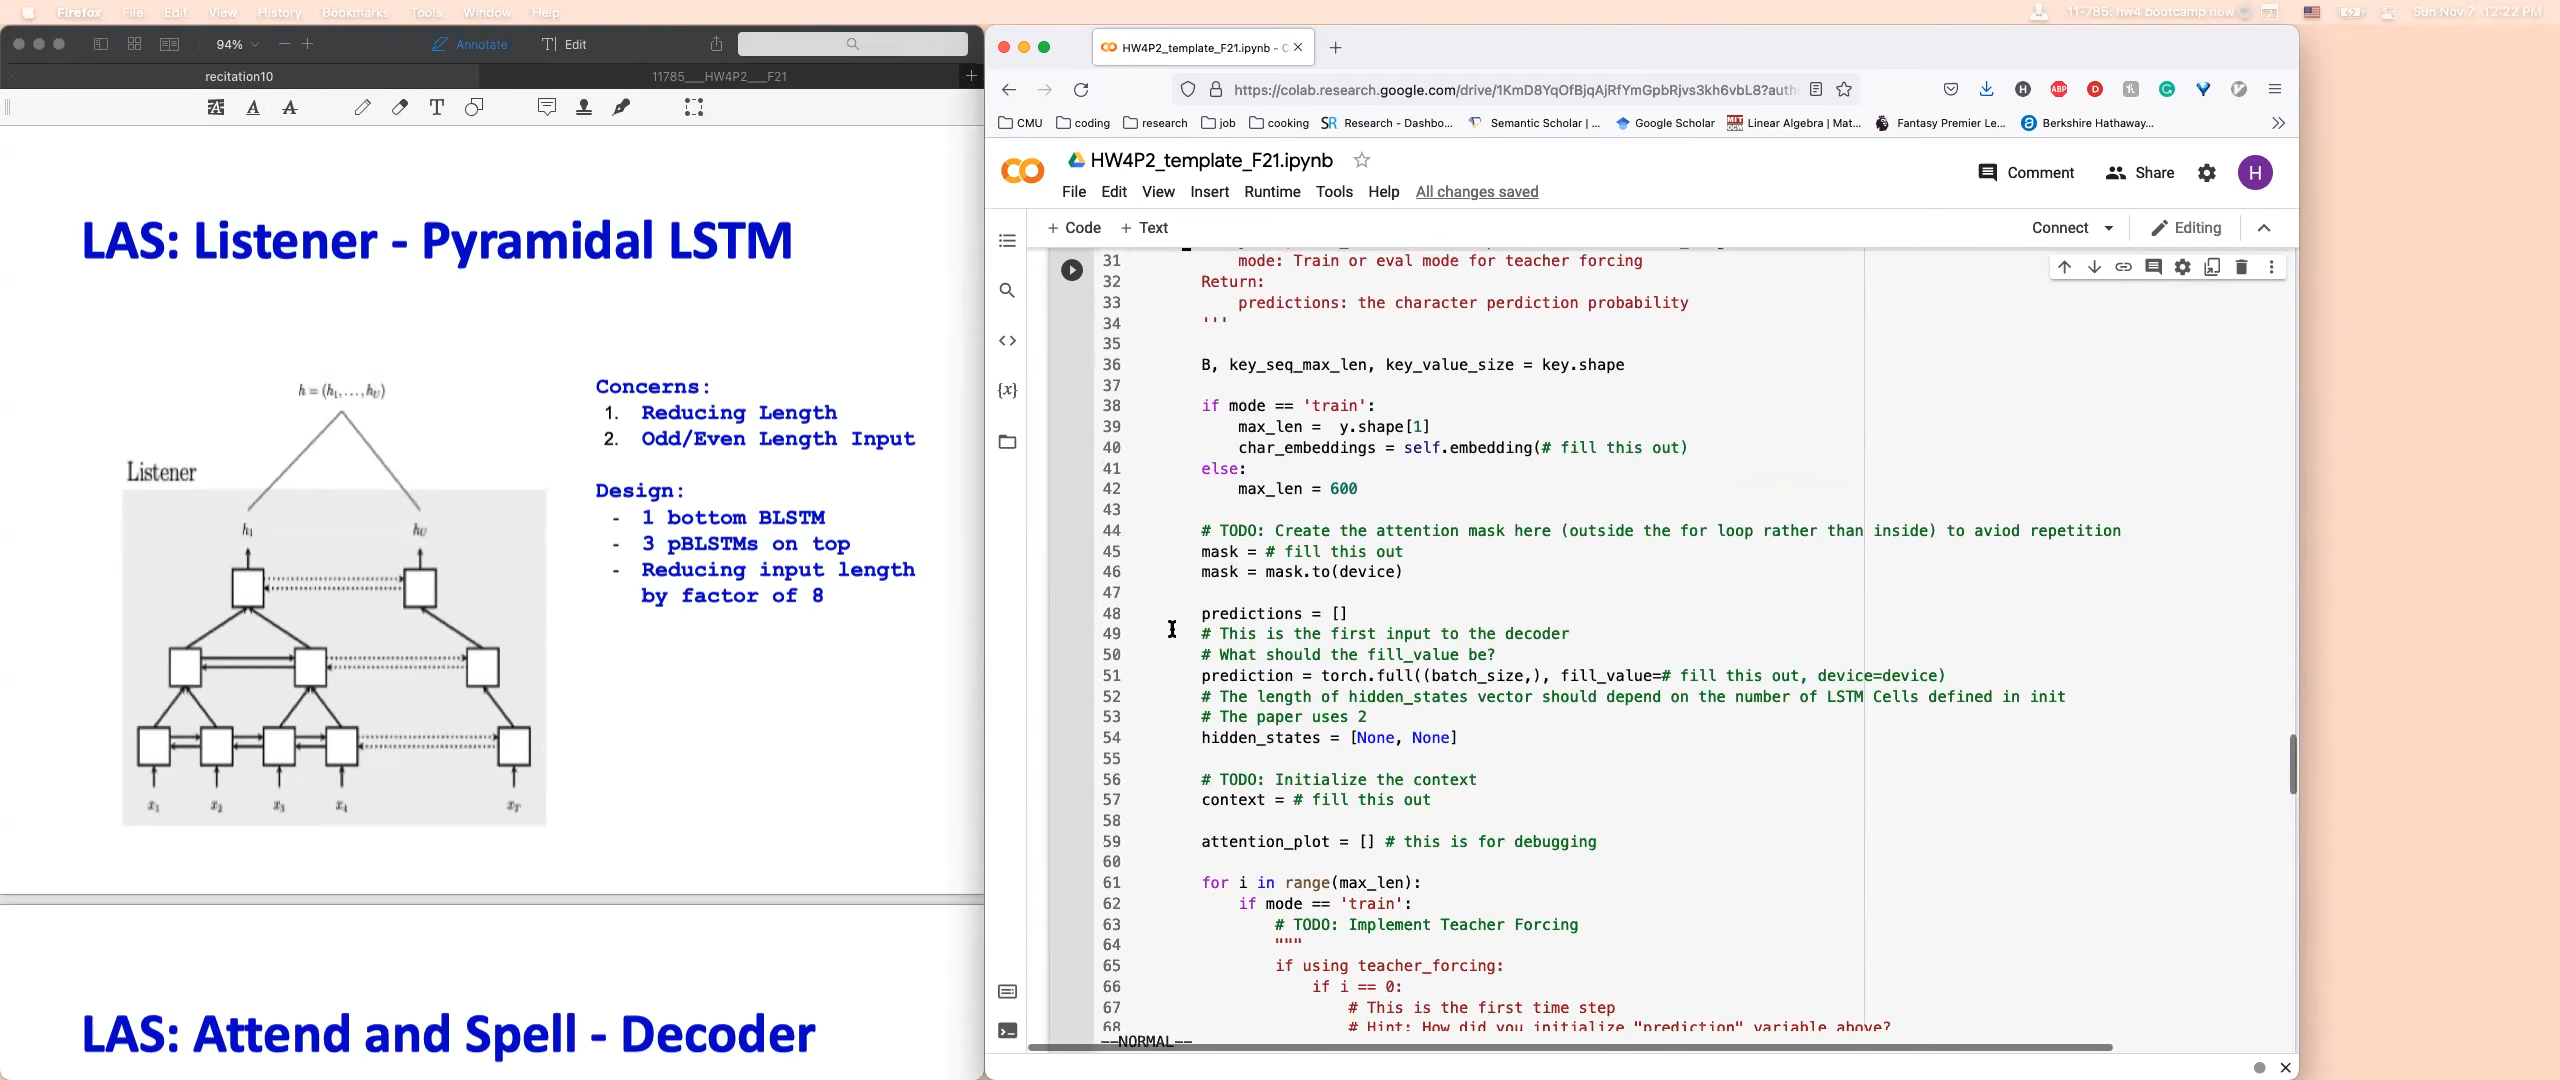 Firefox File Edit View History Bookmarks Tools Window Help
11-785: hw4 bootcamp now
Sun Nov 7 12:22 PM
94%
Annotate
Edit
recitation10
11785___HW4P2___F21
LAS: Listener - Pyramidal LSTM
h = (h1, . . . , hU)
Listener
h1
hU
x1 x2 x3 x4 xT
Concerns:
1. Reducing Length
2. Odd/Even Length Input
Design:
- 1 bottom BLSTM
- 3 pBLSTMs on top
- Reducing input length
by factor of 8
LAS: Attend and Spell - Decoder
HW4P2_template_F21.ipynb - C
https://colab.research.google.com/drive/1KmD8YqOfBjqAjRfYmGpbRjvs3kh6vbL8?auth
CMU coding research job cooking Research - Dashbo... Semantic Scholar | ... Google Scholar Linear Algebra | Mat... Fantasy Premier Le... Berkshire Hathaway...
HW4P2_template_F21.ipynb
Comment
Share
H
File Edit View Insert Runtime Tools Help All changes saved
+ Code + Text
Connect
Editing
31 mode: Train or eval mode for teacher forcing
32 Return:
33 predictions: the character perdiction probability
34 '''
35
36 B, key_seq_max_len, key_value_size = key.shape
37
38 if mode == 'train':
39 max_len = y.shape[1]
40 char_embeddings = self.embedding(# fill this out)
41 else:
42 max_len = 600
43
44 # TODO: Create the attention mask here (outside the for loop rather than inside) to aviod repetition
45 mask = # fill this out
46 mask = mask.to(device)
47
48 predictions = []
49 # This is the first input to the decoder
50 # What should the fill_value be?
51 prediction = torch.full((batch_size,), fill_value=# fill this out, device=device)
52 # The length of hidden_states vector should depend on the number of LSTM Cells defined in init
53 # The paper uses 2
54 hidden_states = [None, None]
55
56 # TODO: Initialize the context
57 context = # fill this out
58
59 attention_plot = [] # this is for debugging
60
61 for i in range(max_len):
62 if mode == 'train':
63 # TODO: Implement Teacher Forcing
64 """
65 if using teacher_forcing:
66 if i == 0:
67 # This is the first time step
68 # Hint: How did you initialize "prediction" variable above?
--NORMAL--